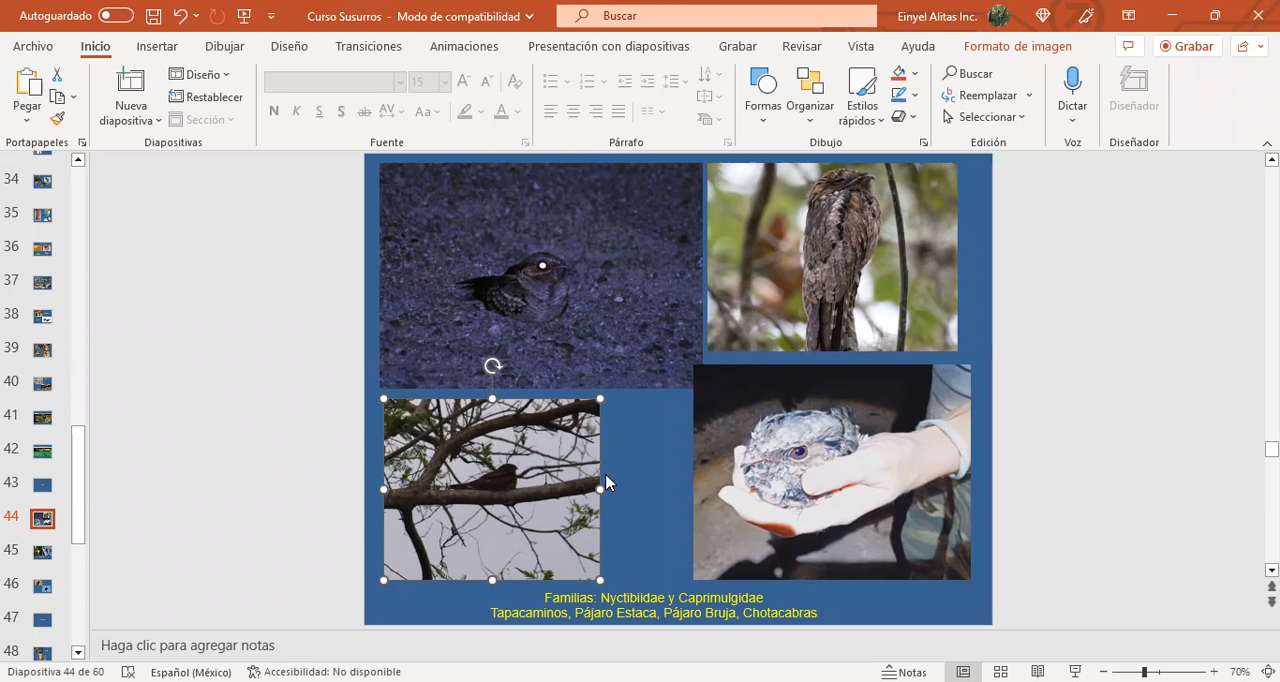 Autoguardado
Curso Susurros - Modo de compatibilidad
Buscar
Einyel Alitas Inc.
Archivo Inicio Insertar Dibujar Diseño Transiciones Animaciones Presentación con diapositivas Grabar Revisar Vista Ayuda Formato de imagen
Grabar
Pegar
Portapapeles
Nueva
diapositiva
Diseño
Restablecer
Sección
Diapositivas
15
N K S S ab AV Aa A
Fuente
Párrafo
Formas
Organizar
Estilos
rápidos
Dibujo
Buscar
Reemplazar
Seleccionar
Edición
Dictar
Voz
Diseñador
Diseñador
34
35
36
37
38
39
40
41
42
43
44
45
46
47
48
Familias: Nyctibiidae y Caprimulgidae
Tapacaminos, Pájaro Estaca, Pájaro Bruja, Chotacabras
Haga clic para agregar notas
Diapositiva 44 de 60 Español (México) Accesibilidad: No disponible Notas 70%